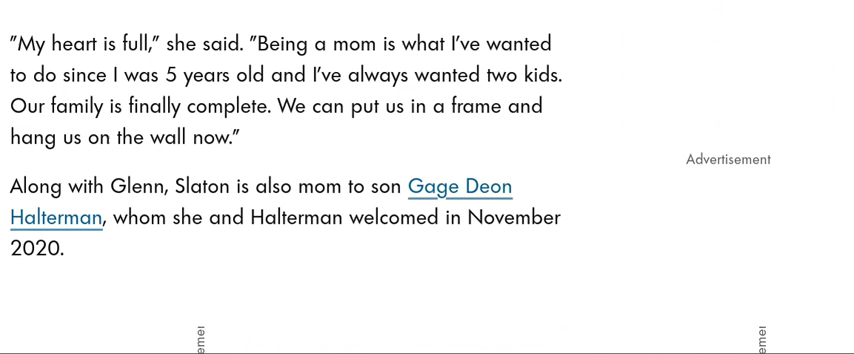 "My heart is full," she said. "Being a mom is what I've wanted
to do since I was 5 years old and I've always wanted two kids.
Our family is finally complete. We can put us in a frame and
hang us on the wall now."
Advertisement
Along with Glenn, Slaton is also mom to son Gage Deon
Halterman, whom she and Halterman welcomed in November
2020.